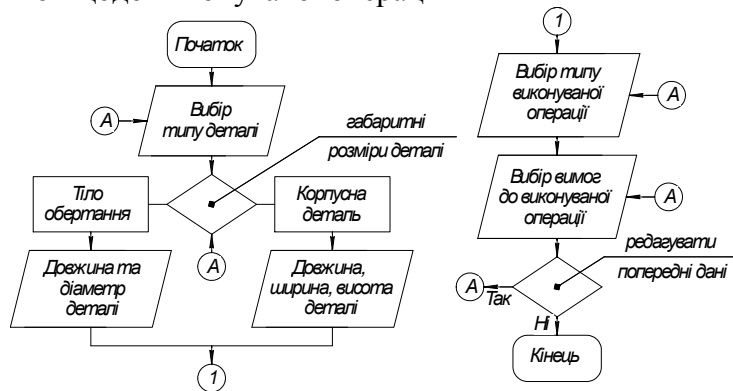 Початок
А
Вибір
типу деталі
габаритні
розміри деталі
Тіло
обертання
Корпусна
деталь
А
Довжина та
діаметр
деталі
Довжина,
ширина, висота
деталі
1
1
Вибір типу
виконуваної
операції
А
Вибір вимог
до виконуваної
операції
А
редагувати
попередні дані
А
Так
Ні
Кінець